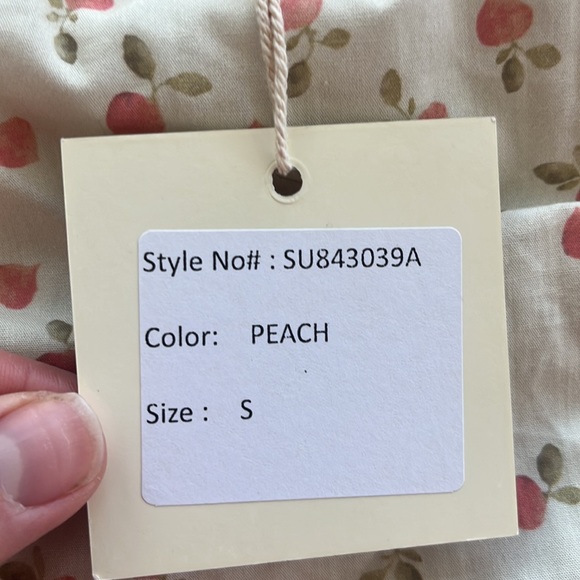 Style No# : SU843039A
Color: PEACH
Size : S